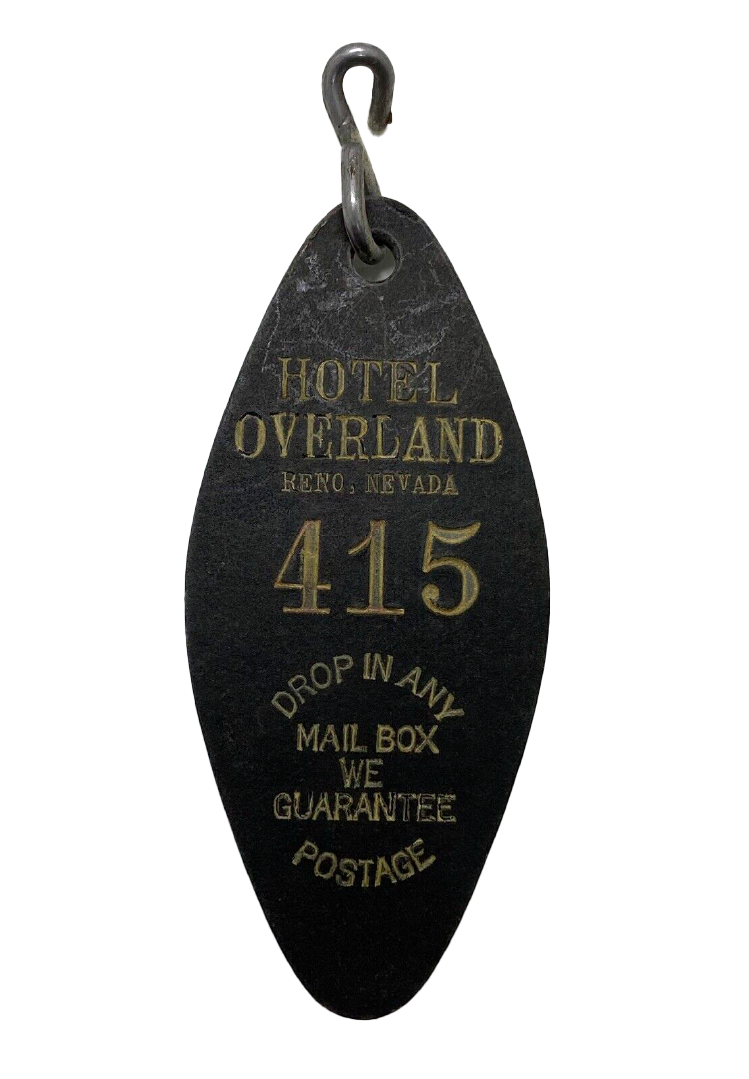 HOTEL
OVERLAND
RENO, NEVADA
415
DROP IN ANY
MAIL BOX
WE
GUARANTEE
POSTAGE